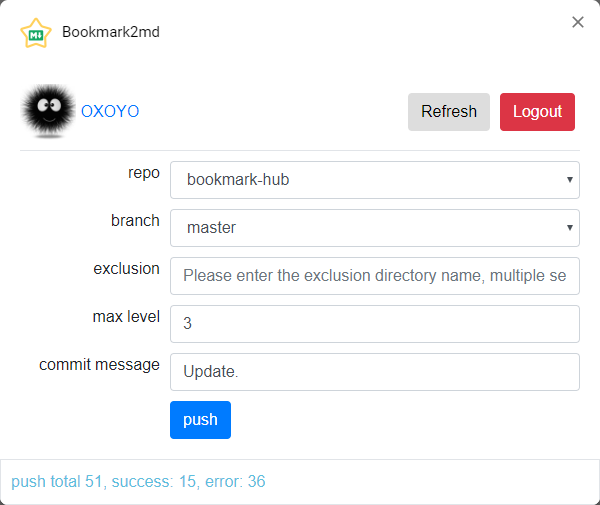 Bookmark2md
OXOYO
Refresh
Logout
repo
bookmark-hub
branch
master
exclusion
Please enter the exclusion directory name, multiple se
max level
3
commit message
Update.
push
push total 51, success: 15, error: 36